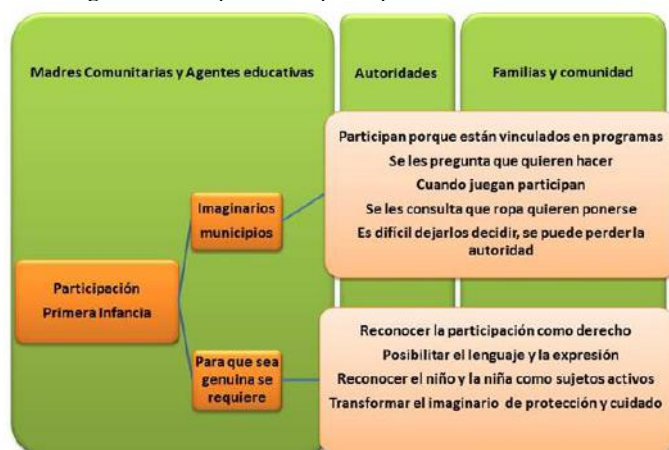 Madres Comunitarias y Agentes educativas
Autoridades
Familias y comunidad
Participan porque están vinculados en programas
Se les pregunta que quieren hacer
Cuando juegan participan
Se les consulta que ropa quieren ponerse
Es difícil dejarlos decidir, se puede perder la
autoridad
Imaginarios
municipios
Participación
Primera Infancia
Para que sea
genuina se
requiere
Reconocer la participación como derecho
Posibilitar el lenguaje y la expresión
Reconocer el niño y la niña como sujetos activos
Transformar el imaginario de protección y cuidado